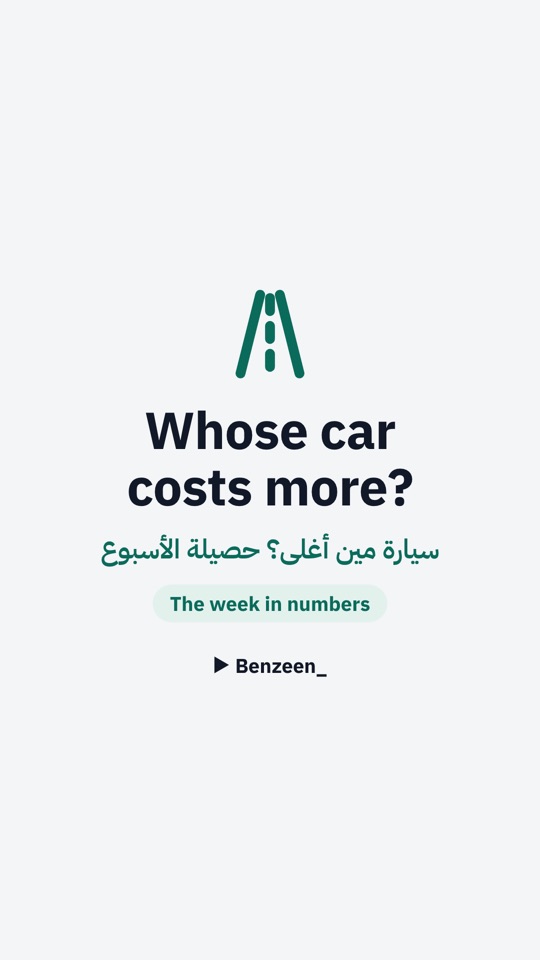 Whose car
costs more?
سيارة مين أغلى؟ حصيلة الأسبوع
The week in numbers
▶ Benzeen_